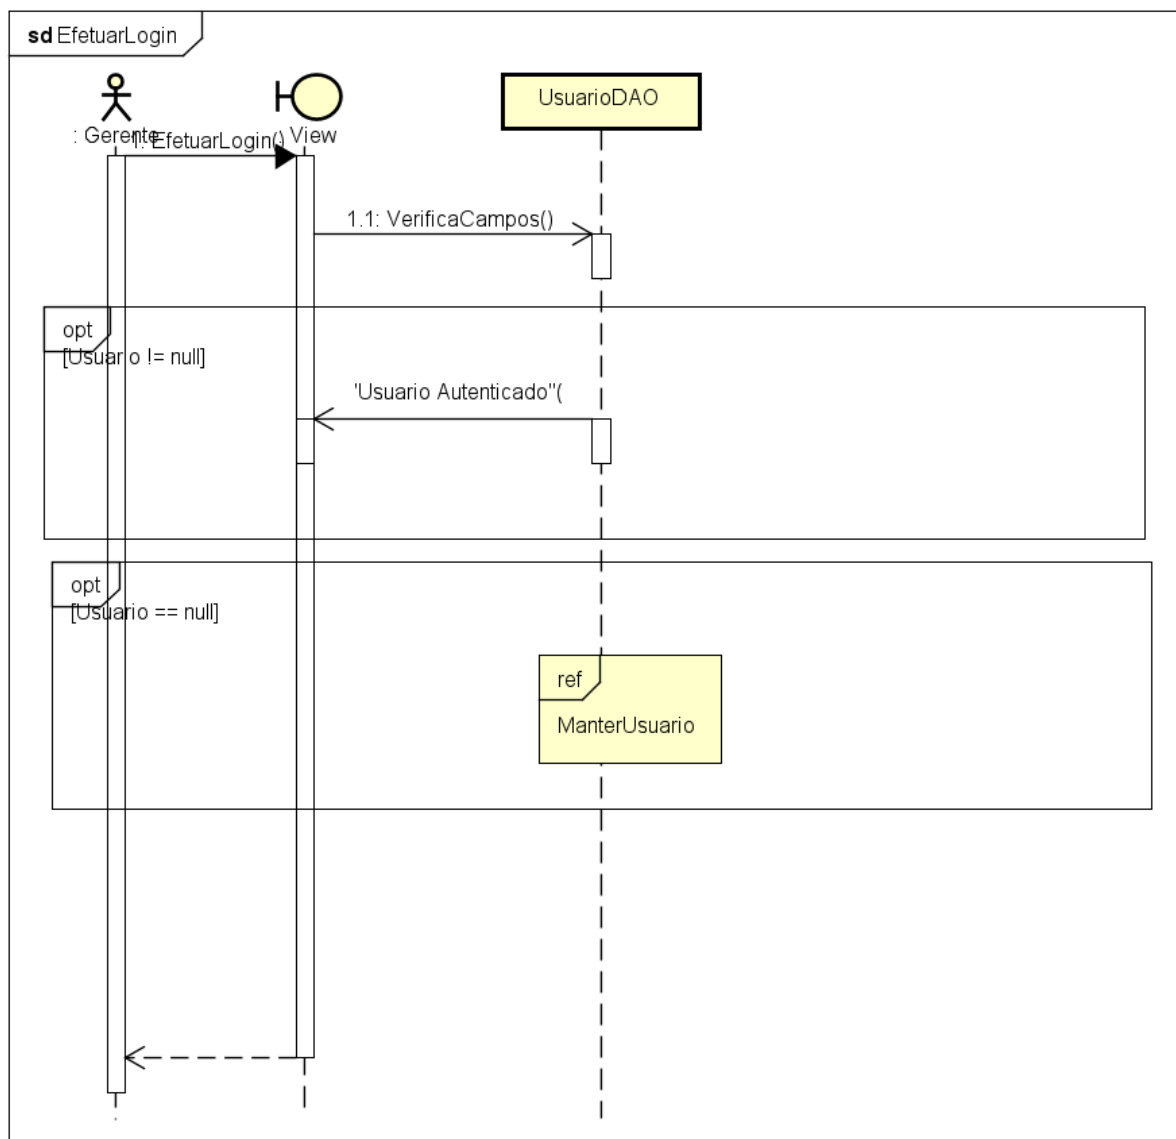 sd EfetuarLogin
UsuarioDAO
: Gerente
View
1: EfetuarLogin()
1.1: VerificaCampos()
opt
[Usuario != null]
'Usuario Autenticado"(
opt
[Usuario == null]
ref
ManterUsuario